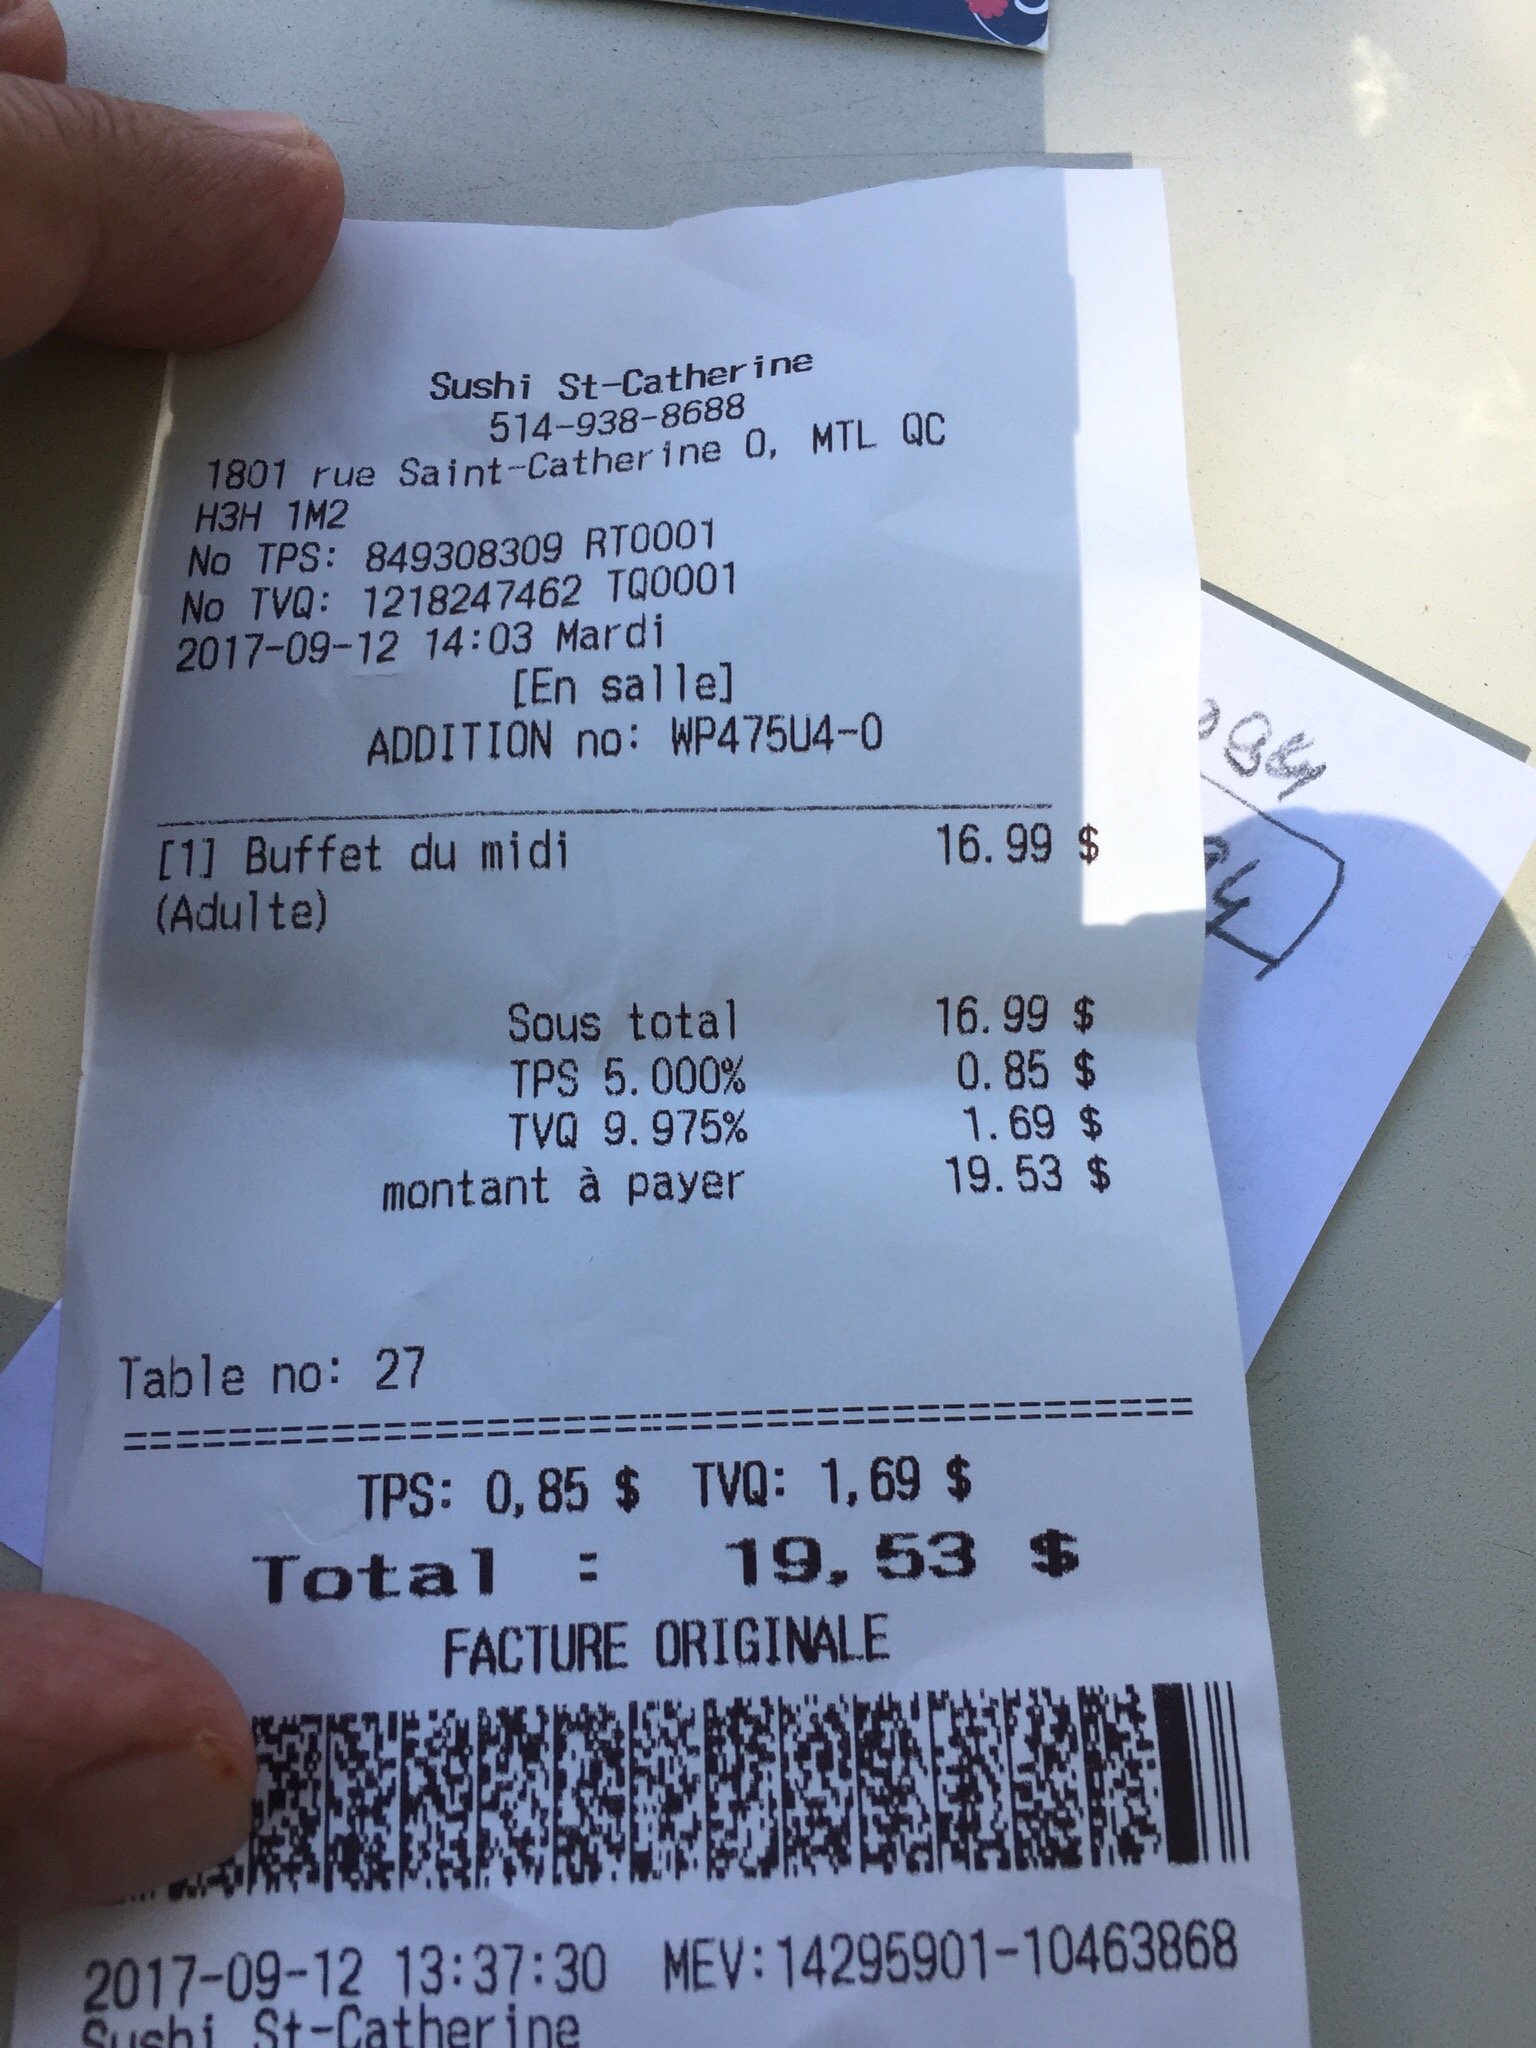 Sushi St-Catherine
514-938-8688
1801 rue Saint-Catherine O, MTL QC
H3H 1M2
No TPS: 849308309 RT0001
No TVQ: 1218247462 TQ0001
2017-09-12 14:03 Mardi
[En salle]
ADDITION no: WP475U4-0
[1] Buffet du midi 16.99 $
(Adulte)
Sous total 16.99 $
TPS 5.000% 0.85 $
TVQ 9.975% 1.69 $
montant à payer 19.53 $
Table no: 27
=========================================
TPS: 0,85 $ TVQ: 1,69 $
Total : 19,53 $
FACTURE ORIGINALE
2017-09-12 13:37:30 MEV:14295901-10463868
Sushi St-Catherine